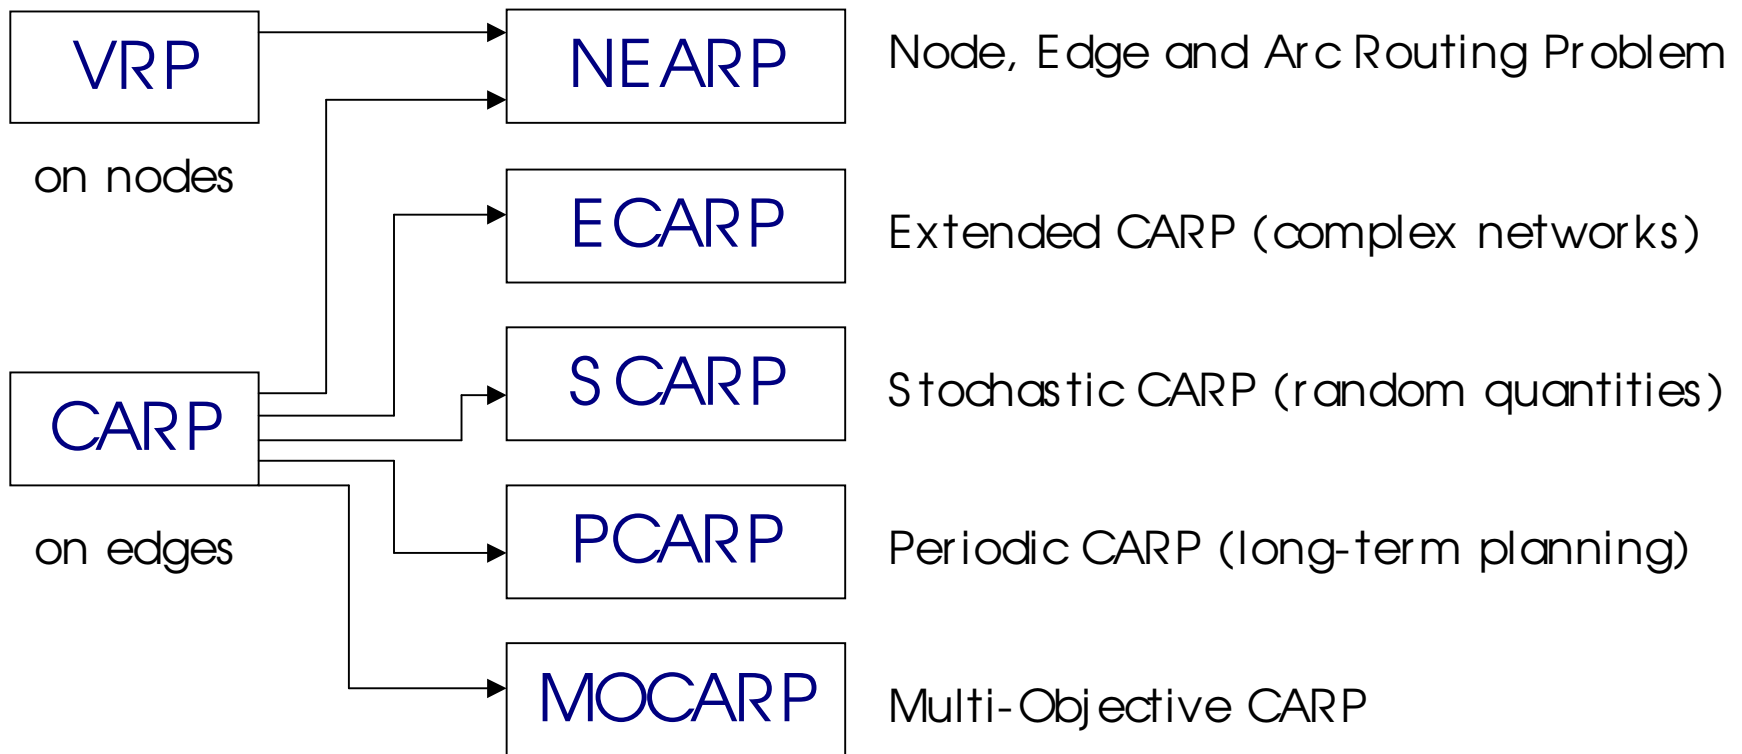 VRP
on nodes
CARP
on edges
NEARP
Node, Edge and Arc Routing Problem
ECARP
Extended CARP (complex networks)
SCARP
Stochastic CARP (random quantities)
PCARP
Periodic CARP (long-term planning)
MOCARP
Multi-Objective CARP